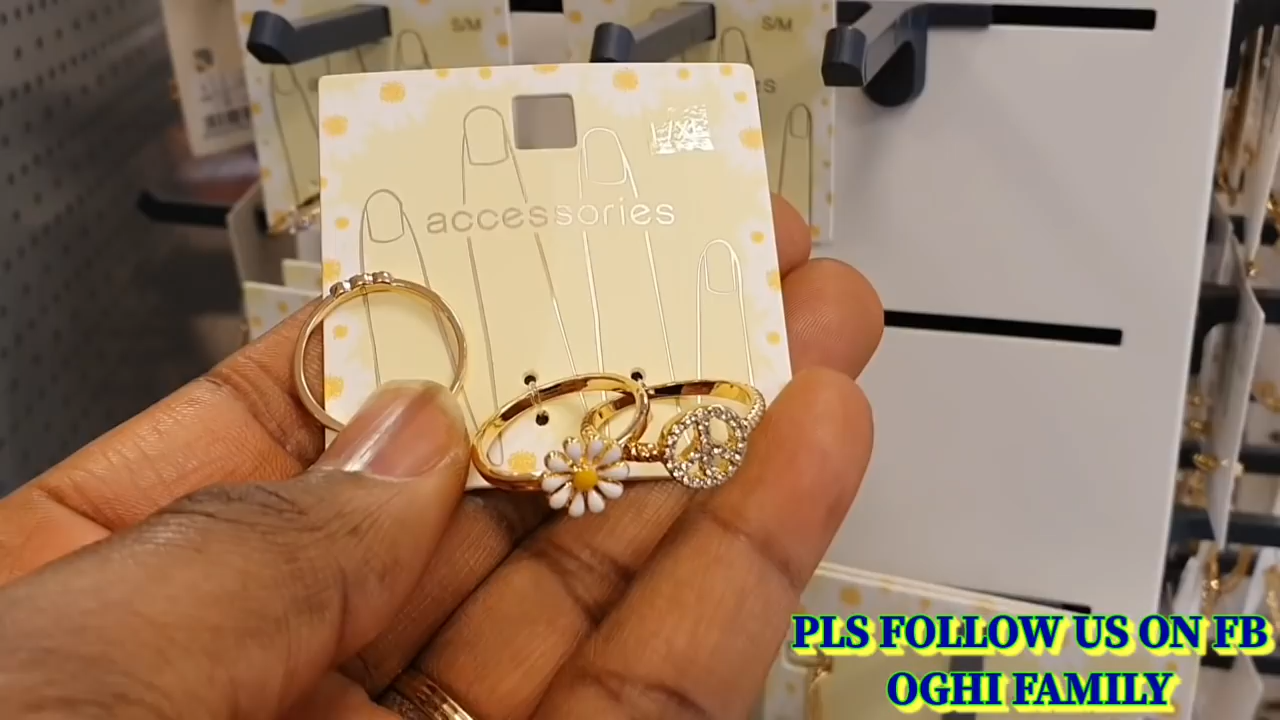 S/M
S/M
accessories
PLS FOLLOW US ON FB
OGHI FAMILY